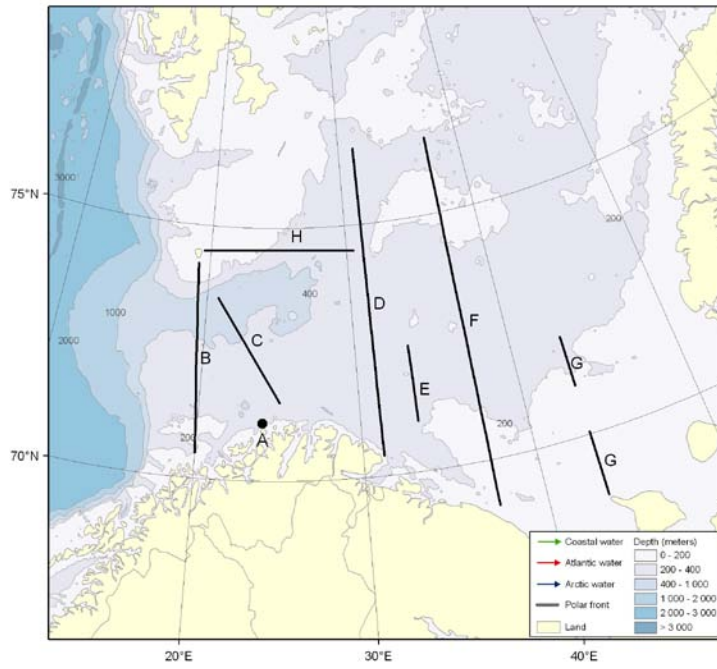 75°N
70°N
3000
2000
1000
400
200
200
200
H
D
C
B
F
E
G
G
A
20°E
30°E
40°E
Coastal water
Atlantic water
Arctic water
Polar front
Land
Depth (meters)
0 - 200
200 - 400
400 - 1 000
1 000 - 2 000
2 000 - 3 000
> 3 000